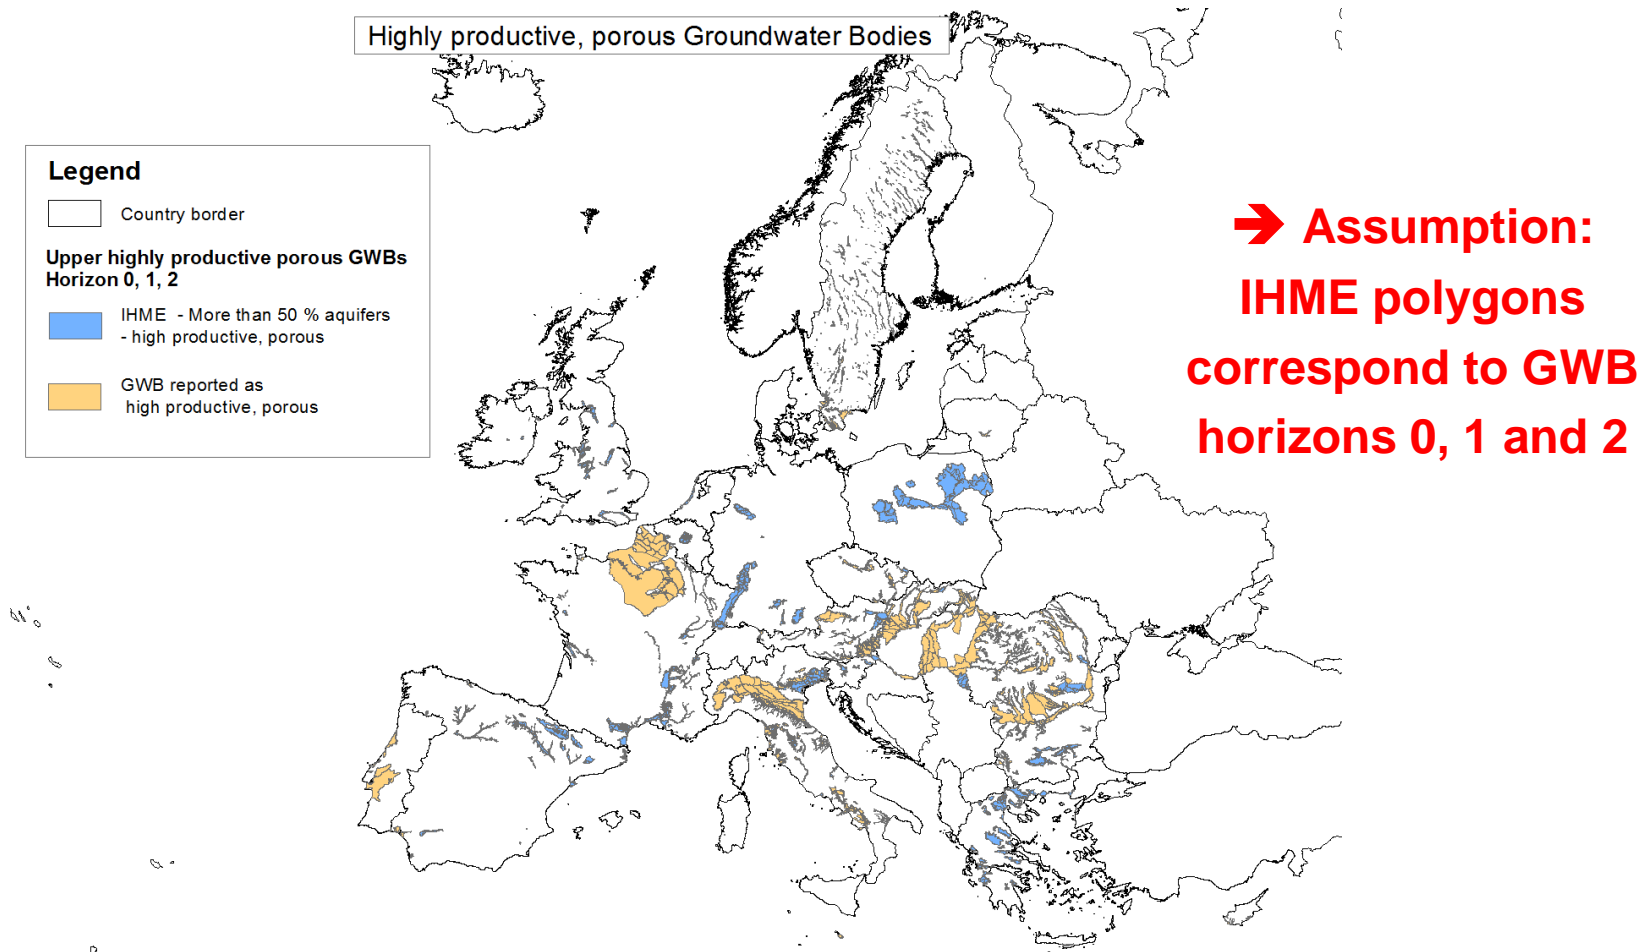 Highly productive, porous Groundwater Bodies
Legend
Country border
Upper highly productive porous GWBs
Horizon 0, 1, 2
IHME - More than 50 % aquifers
- high productive, porous
GWB reported as
high productive, porous
➔ Assumption:
IHME polygons
correspond to GWB
horizons 0, 1 and 2